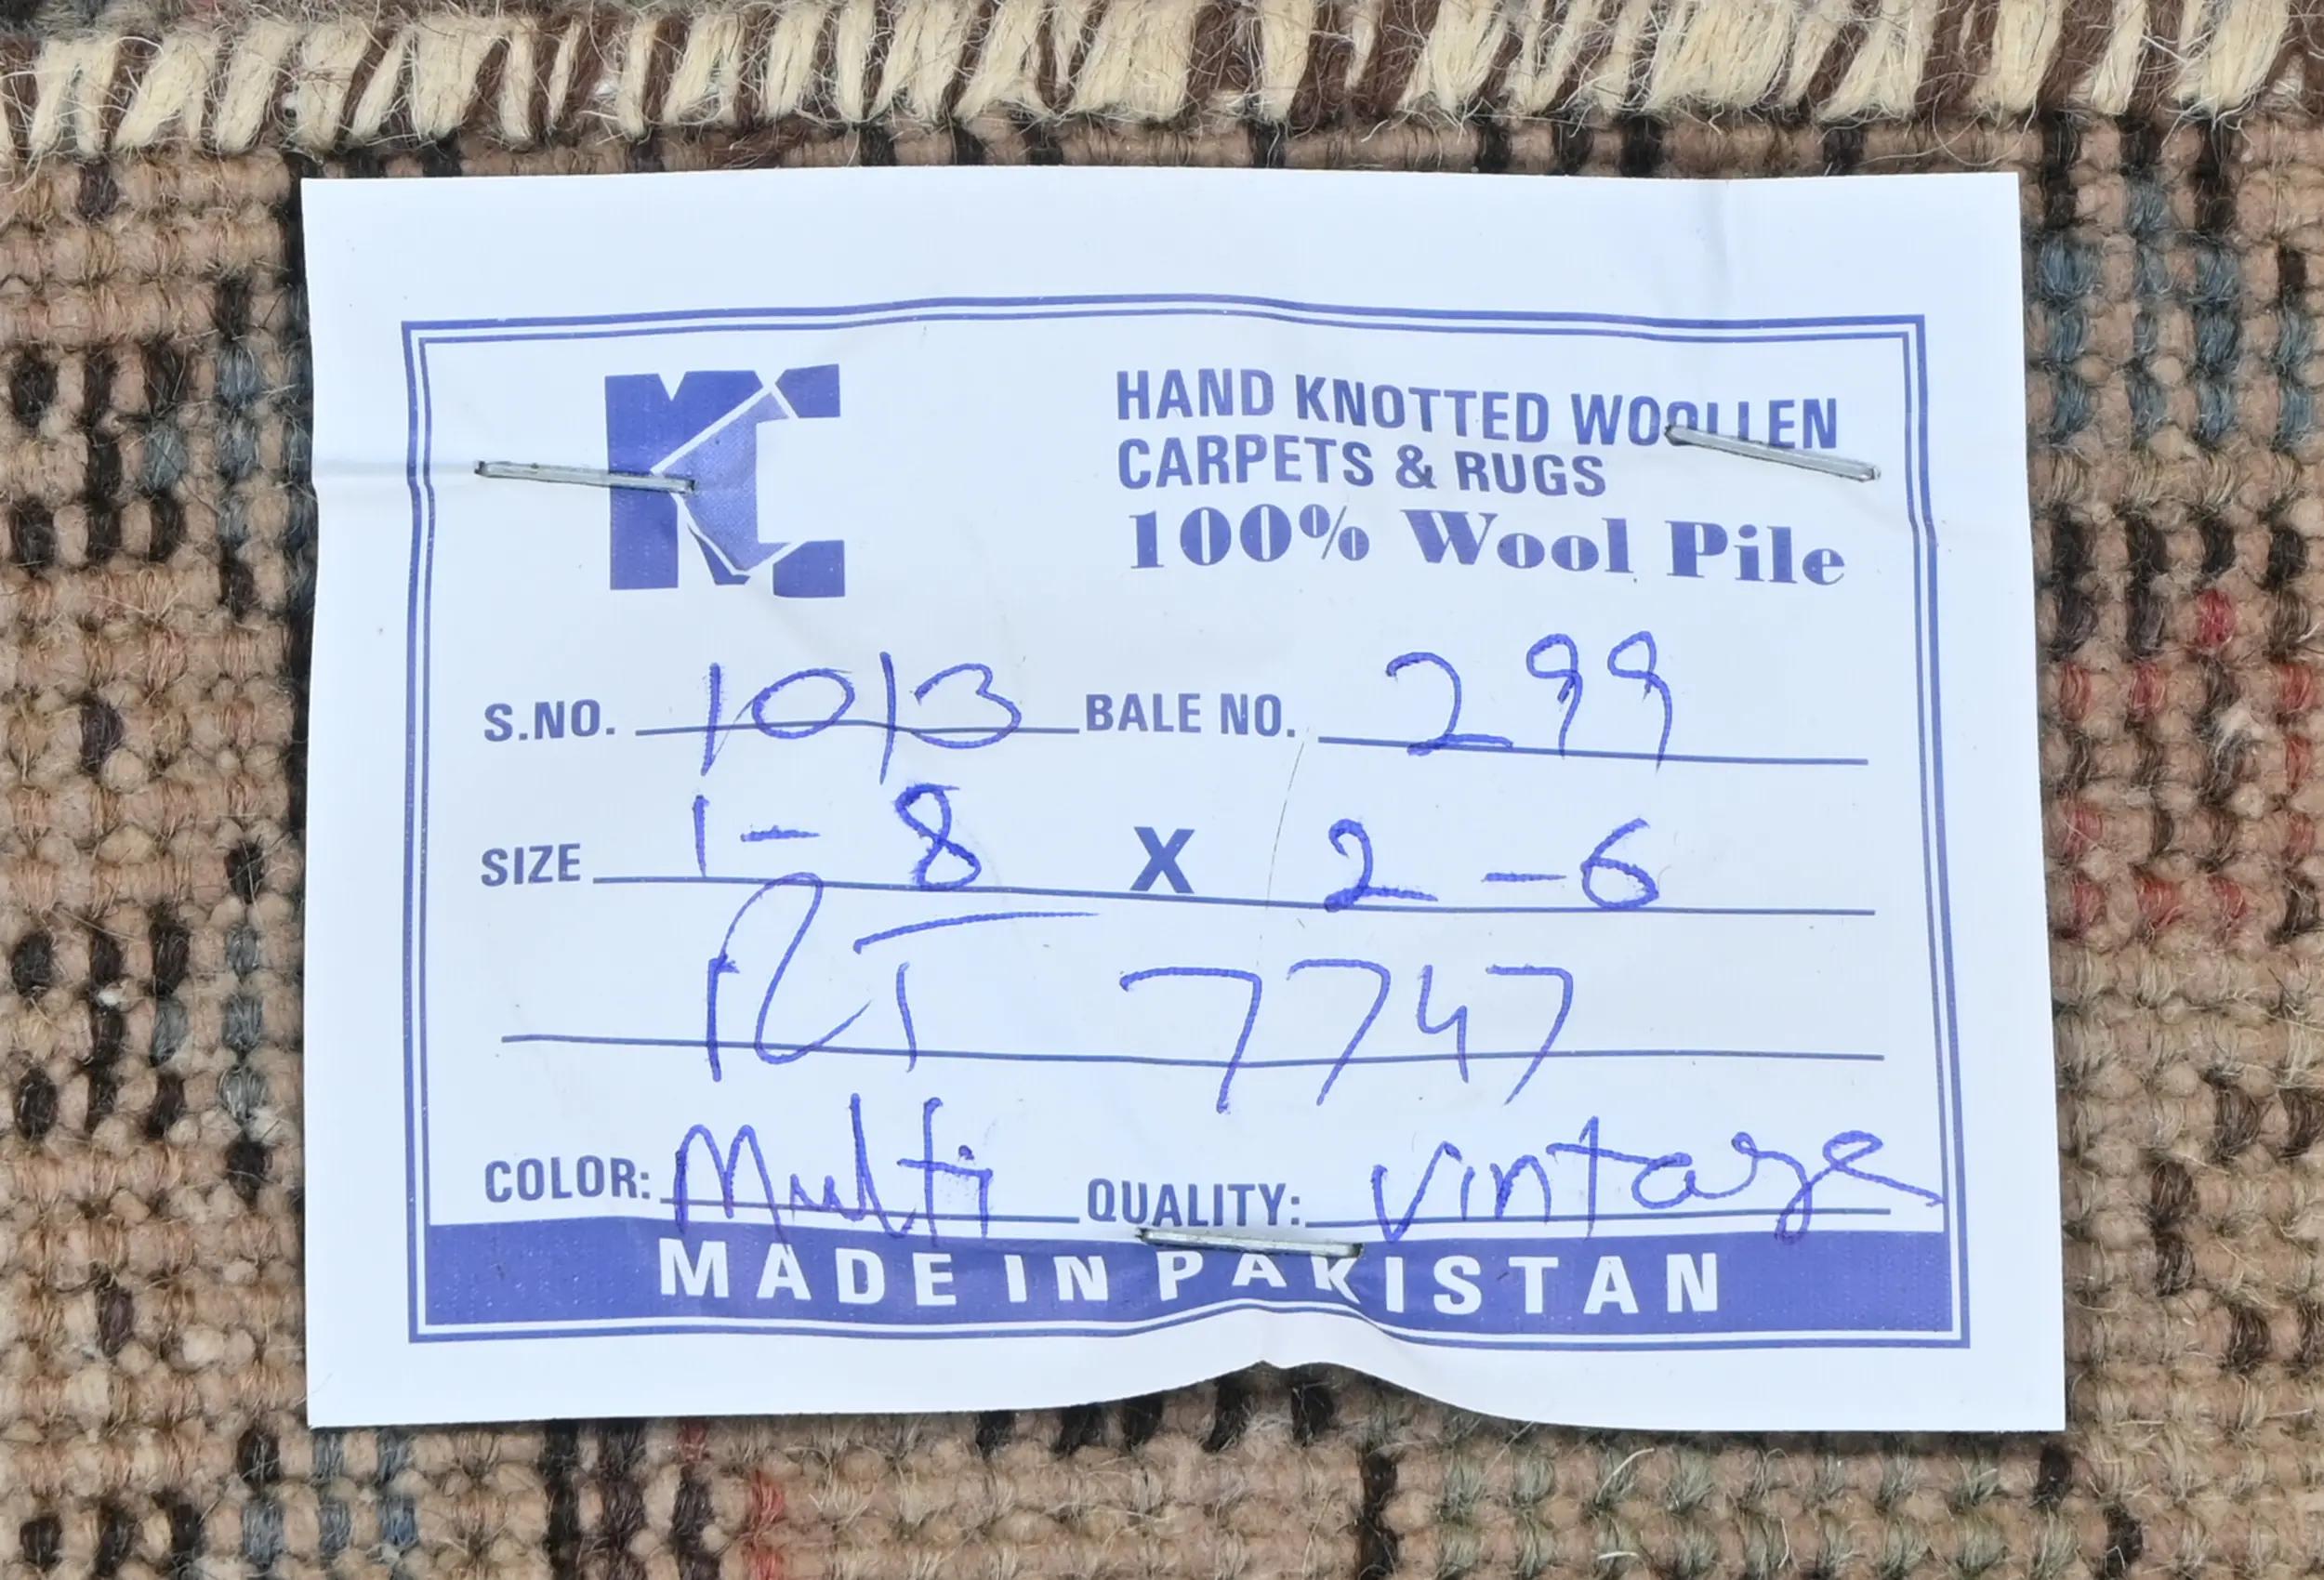 KC
HAND KNOTTED WOOLLEN
CARPETS & RUGS
100% Wool Pile
S.NO. 1013 BALE NO. 299
SIZE 1-8 X 2-6
RT 7747
COLOR: Multi QUALITY: Vintage
MADE IN PAKISTAN